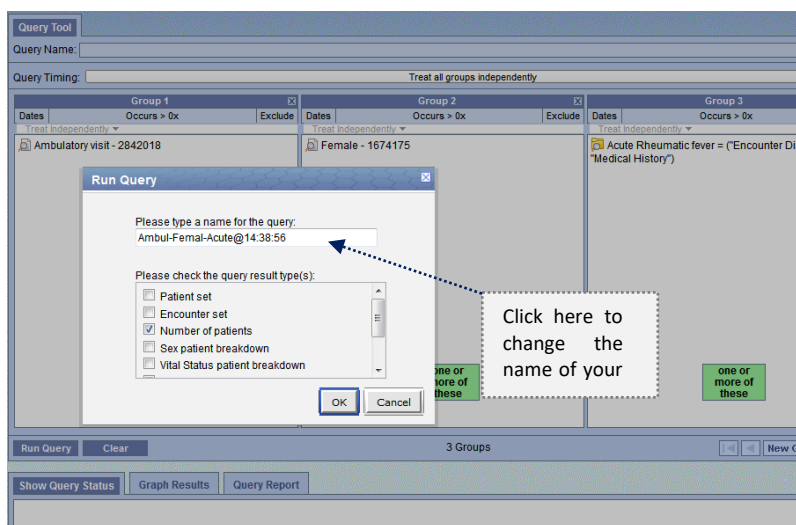 Query Tool
Query Name:
Query Timing: Treat all groups independently
Group 1
Dates Occurs > 0x Exclude
Treat Independently
Ambulatory visit - 2842018
Group 2
Dates Occurs > 0x Exclude
Treat Independently
Female - 1674175
Group 3
Dates Occurs > 0x
Treat Independently
Acute Rheumatic fever = ("Encounter Di
"Medical History")
Run Query
Please type a name for the query:
Ambul-Femal-Acute@14:38:56
Please check the query result type(s):
Patient set
Encounter set
Number of patients
Sex patient breakdown
Vital Status patient breakdown
OK Cancel
Click here to
change the
name of your
one or
more of
these
one or
more of
these
Run Query Clear 3 Groups New G
Show Query Status Graph Results Query Report